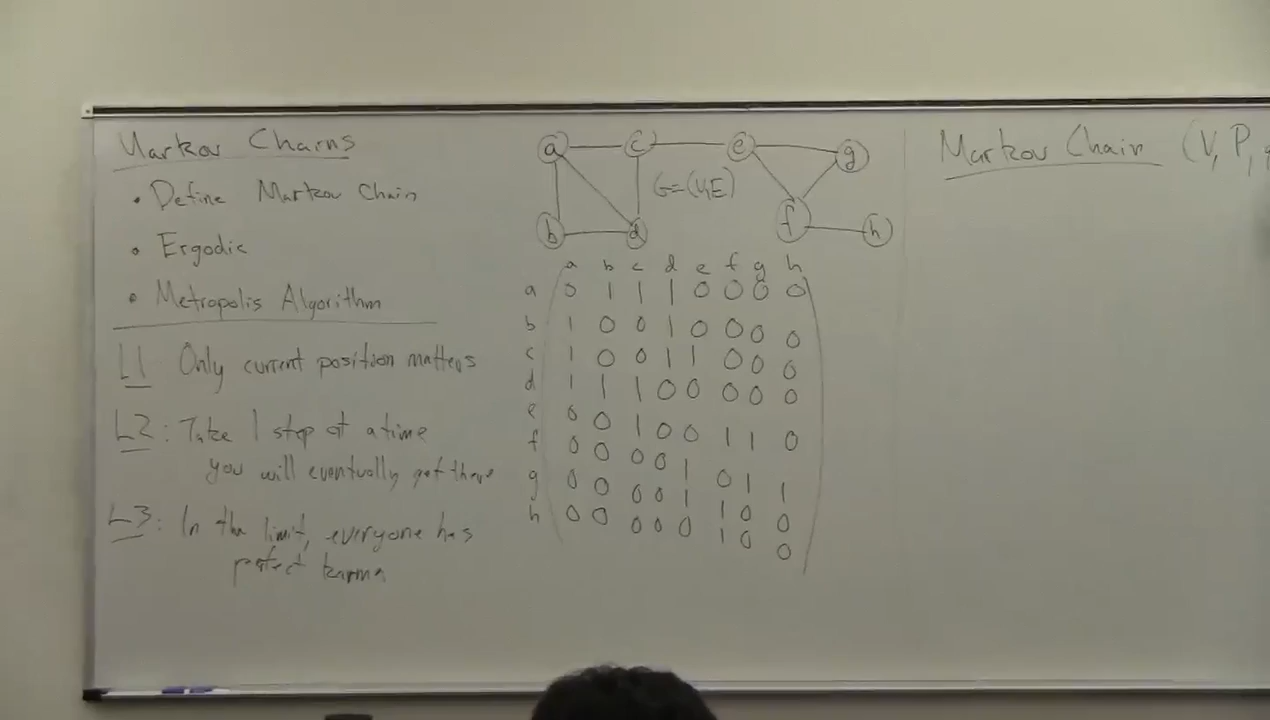 Markov Chains
• Define Markov Chain
• Ergodic
• Metropolis Algorithm
L1: Only current position matters
L2: Take 1 step at a time
you will eventually get there
L3: In the limit, everyone has
perfect karma
a c e g
G=(V,E)
b d f h
a b c d e f g h
a 0 1 1 1 0 0 0 0
b 1 0 0 1 0 0 0 0
c 1 0 0 1 1 0 0 0
d 1 1 1 0 0 0 0 0
e 0 0 1 0 0 1 1 0
f 0 0 0 0 1 0 1 1
g 0 0 0 0 1 1 0 0
h 0 0 0 0 0 1 0 0
Markov Chain (V, P,